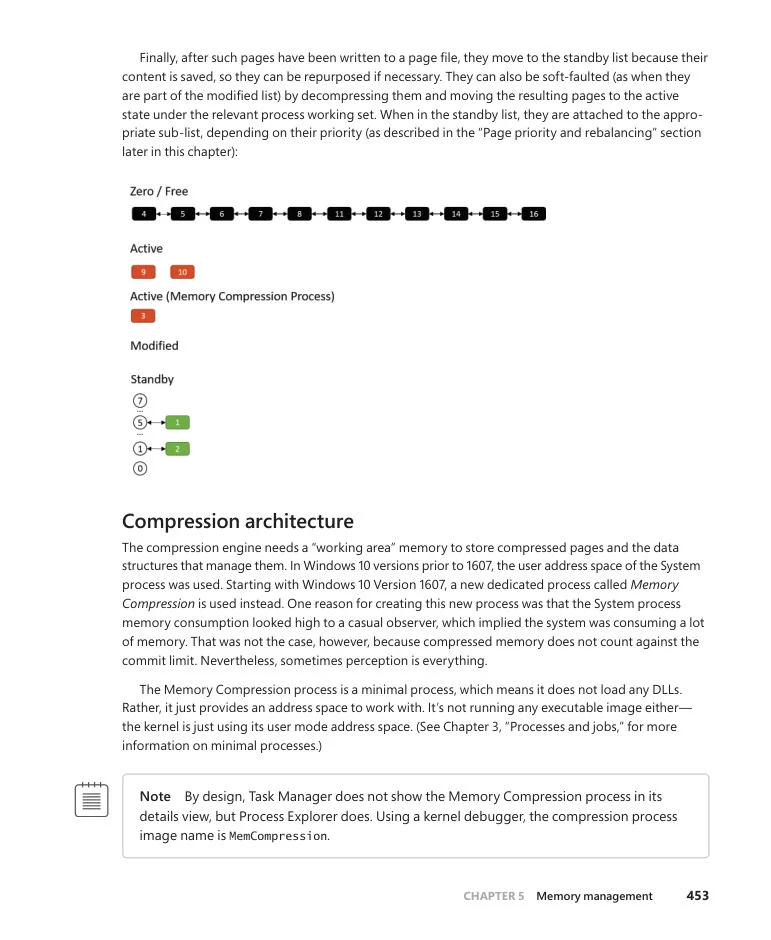 Finally, after such pages have been written to a page file, they move to the standby list because their
content is saved, so they can be repurposed if necessary. They can also be soft-faulted (as when they
are part of the modified list) by decompressing them and moving the resulting pages to the active
state under the relevant process working set. When in the standby list, they are attached to the appro-
priate sub-list, depending on their priority (as described in the “Page priority and rebalancing” section
later in this chapter):
Zero / Free
4 5 6 7 8 11 12 13 14 15 16
Active
9 10
Active (Memory Compression Process)
3
Modified
Standby
7
...
5 1
...
1 2
0
Compression architecture
The compression engine needs a “working area” memory to store compressed pages and the data
structures that manage them. In Windows 10 versions prior to 1607, the user address space of the System
process was used. Starting with Windows 10 Version 1607, a new dedicated process called Memory
Compression is used instead. One reason for creating this new process was that the System process
memory consumption looked high to a casual observer, which implied the system was consuming a lot
of memory. That was not the case, however, because compressed memory does not count against the
commit limit. Nevertheless, sometimes perception is everything.
The Memory Compression process is a minimal process, which means it does not load any DLLs.
Rather, it just provides an address space to work with. It’s not running any executable image either—
the kernel is just using its user mode address space. (See Chapter 3, “Processes and jobs,” for more
information on minimal processes.)
Note By design, Task Manager does not show the Memory Compression process in its
details view, but Process Explorer does. Using a kernel debugger, the compression process
image name is MemCompression.
CHAPTER 5 Memory management 453